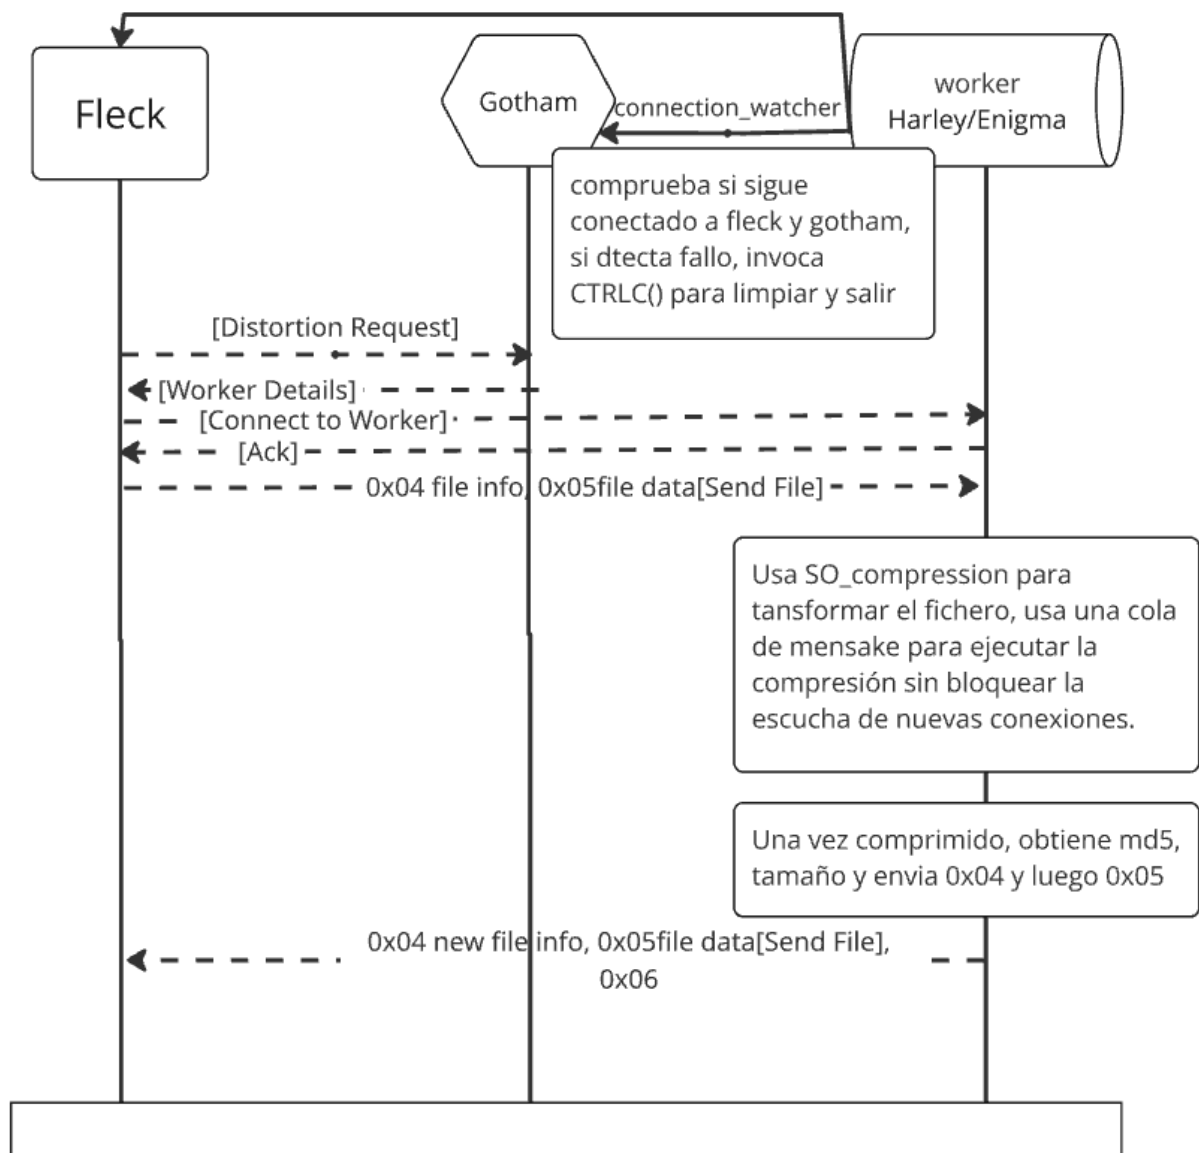 Fleck
Gotham
connection_watcher
worker
Harley/Enigma
comprueba si sigue
conectado a fleck y gotham,
si dtecta fallo, invoca
CTRLC() para limpiar y salir
[Distortion Request]
[Worker Details]
[Connect to Worker]
[Ack]
0x04 file info, 0x05file data[Send File]
Usa SO_compression para
tansformar el fichero, usa una cola
de mensake para ejecutar la
compresión sin bloquear la
escucha de nuevas conexiones.
Una vez comprimido, obtiene md5,
tamaño y envia 0x04 y luego 0x05
0x04 new file info, 0x05file data[Send File],
0x06